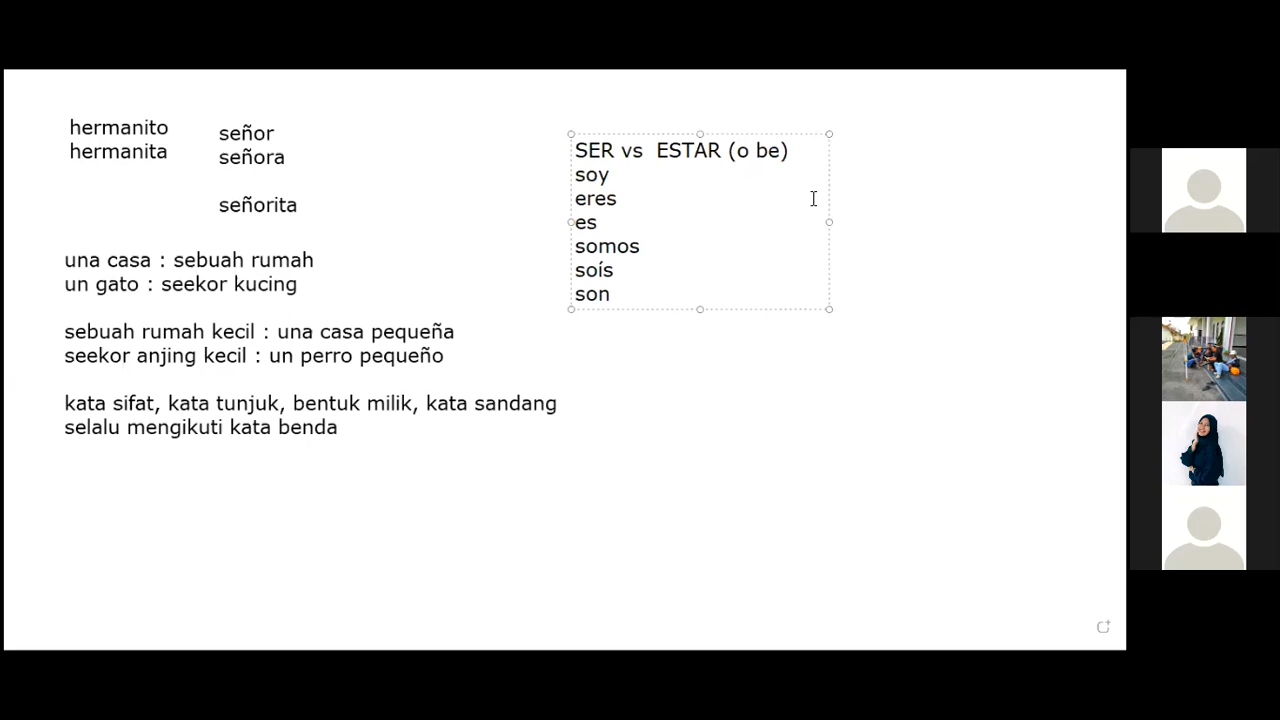 hermanito
hermanita
señor
señora
señorita
una casa : sebuah rumah
un gato : seekor kucing
sebuah rumah kecil : una casa pequeña
seekor anjing kecil : un perro pequeño
kata sifat, kata tunjuk, bentuk milik, kata sandang
selalu mengikuti kata benda
SER vs  ESTAR (o be)
soy
eres
es
somos
soís
son